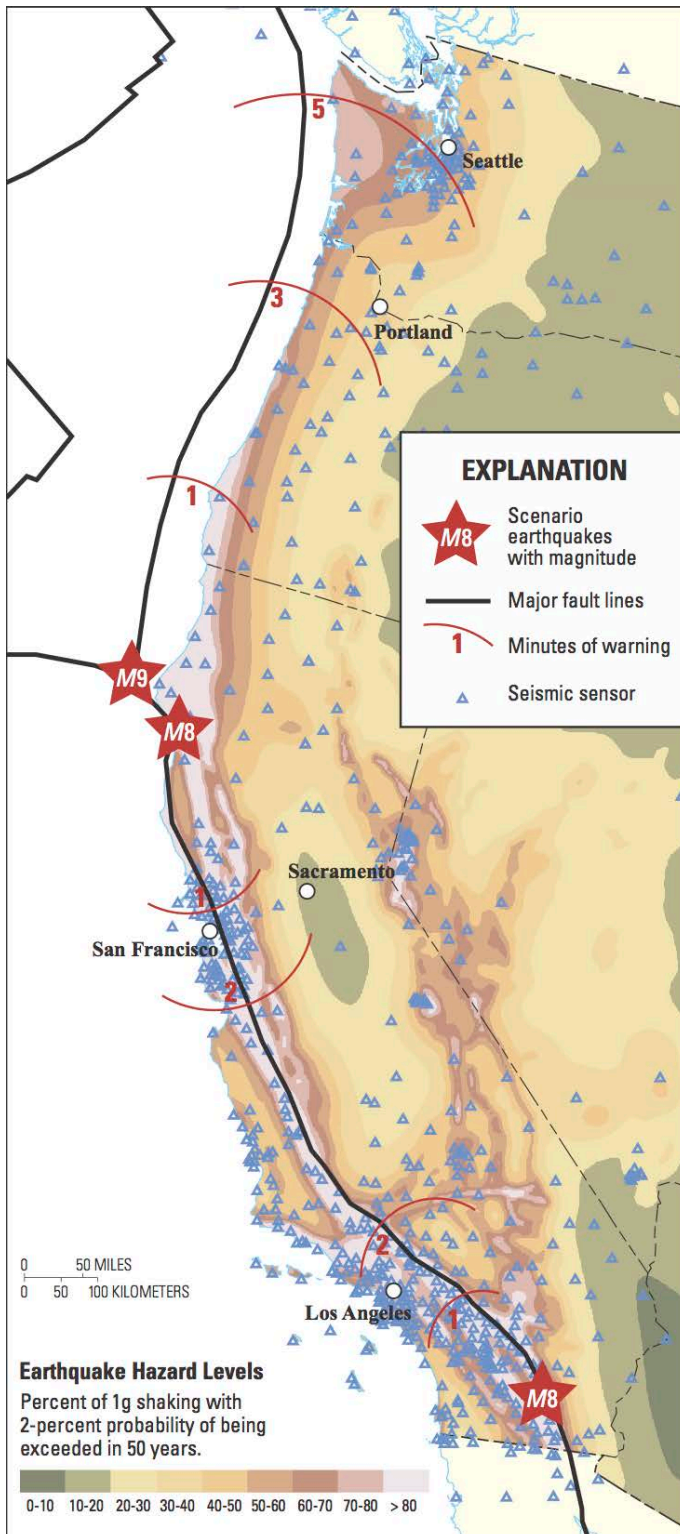 5
Seattle
3
Portland
1
EXPLANATION
M8
Scenario
earthquakes
with magnitude
Major fault lines
1
Minutes of warning
Seismic sensor
M9
M8
Sacramento
1
San Francisco
2
2
0 50 MILES
0 50 100 KILOMETERS
Los Angeles
1
M8
Earthquake Hazard Levels
Percent of 1g shaking with
2-percent probability of being
exceeded in 50 years.
0-10 10-20 20-30 30-40 40-50 50-60 60-70 70-80 > 80